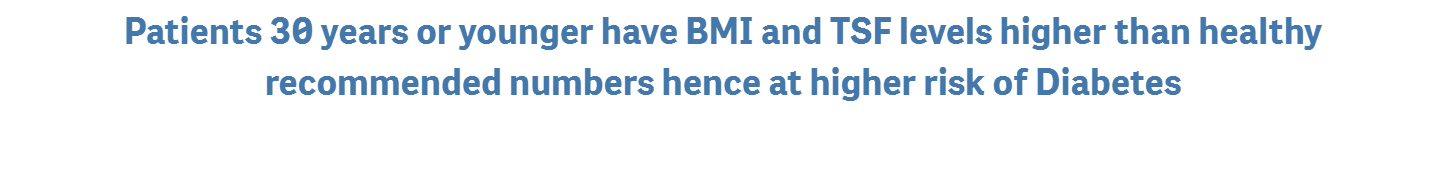 Patients 30 years or younger have BMI and TSF levels higher than healthy
recommended numbers hence at higher risk of Diabetes